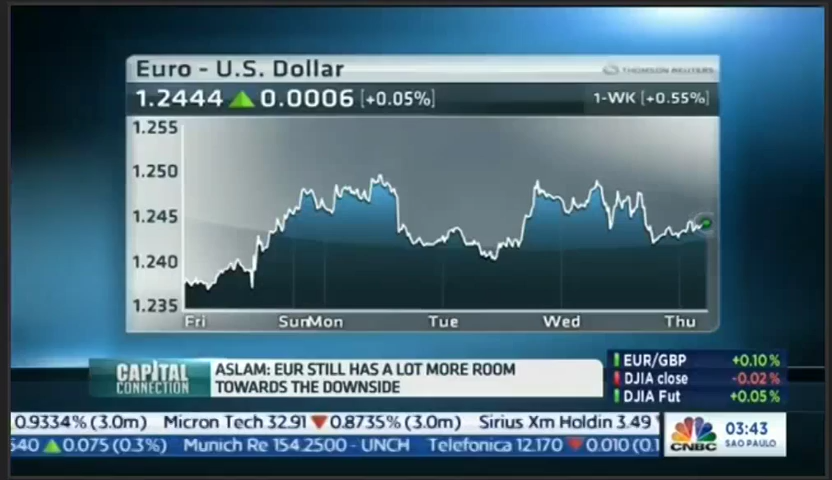 Euro - U.S. Dollar
THOMSON REUTERS
1.2444 ▲ 0.0006 [+0.05%]
1-WK [+0.55%]
1.255
1.250
1.245
1.240
1.235
Fri Sun Mon Tue Wed Thu
CAPITAL
CONNECTION
ASLAM: EUR STILL HAS A LOT MORE ROOM
TOWARDS THE DOWNSIDE
EUR/GBP +0.10%
DJIA close -0.02%
DJIA Fut +0.05%
0.9334% (3.0m) Micron Tech 32.91 ▼ 0.8735% (3.0m) Sirius Xm Holdin 3.49
540 ▲ 0.075 (0.3%) Munich Re 154.2500 - UNCH Telefonica 12.170 ▼ 0.010 (0.1
CNBC
03:43
SAO PAULO